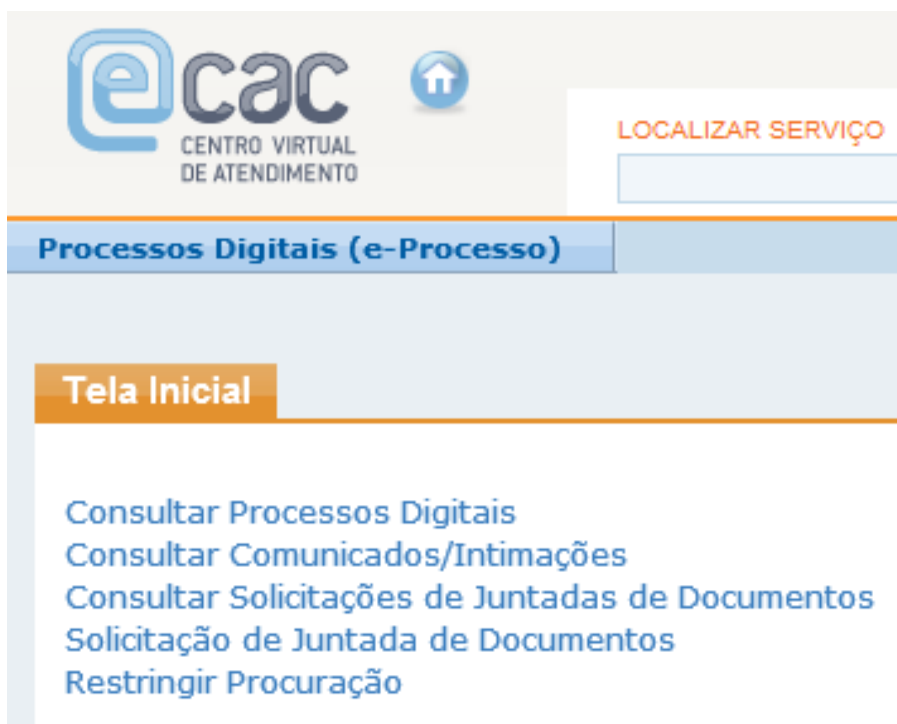 ecac
CENTRO VIRTUAL
DE ATENDIMENTO
LOCALIZAR SERVIÇO
Processos Digitais (e-Processo)
Tela Inicial
Consultar Processos Digitais
Consultar Comunicados/Intimações
Consultar Solicitações de Juntadas de Documentos
Solicitação de Juntada de Documentos
Restringir Procuração